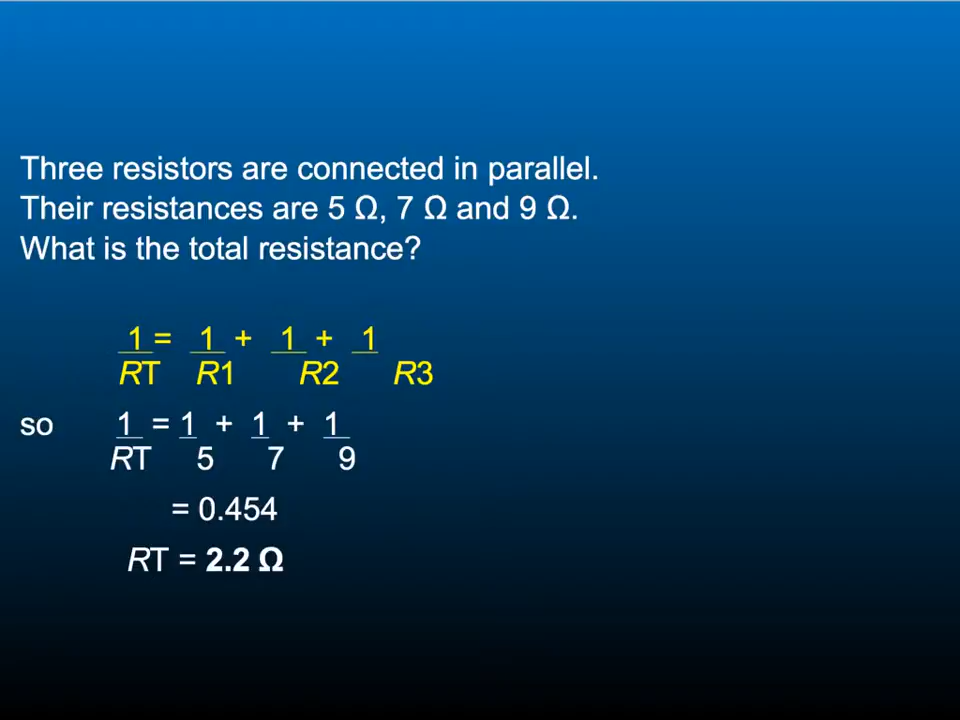 Three resistors are connected in parallel.
Their resistances are 5 Ω, 7 Ω and 9 Ω.
What is the total resistance?
1 = 1 + 1 + 1
RT R1 R2 R3
so 1 = 1 + 1 + 1
RT 5 7 9
= 0.454
RT = 2.2 Ω